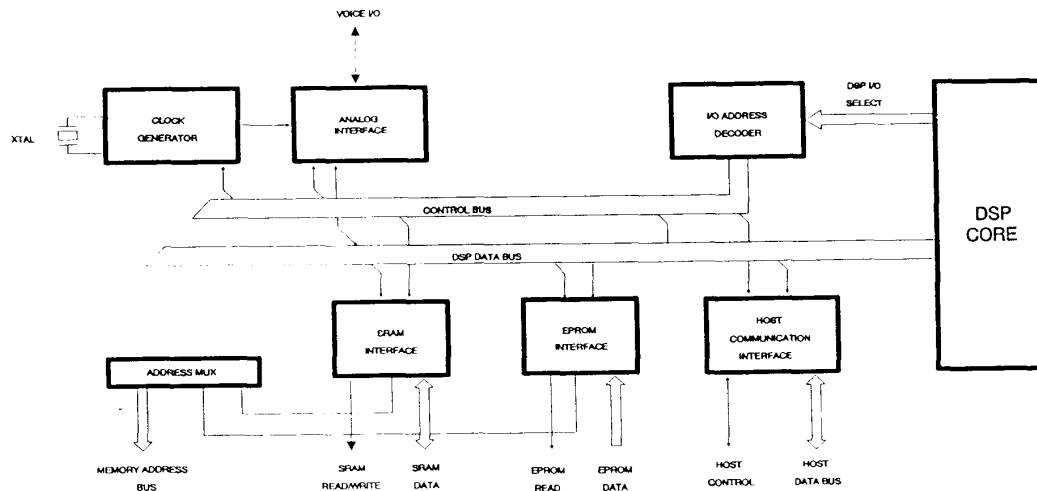 VOICE I/O
XTAL
CLOCK
GENERATOR
ANALOG
INTERFACE
I/O ADDRESS
DECODER
DSP I/O
SELECT
DSP
CORE
CONTROL BUS
DSP DATA BUS
SRAM
INTERFACE
EPROM
INTERFACE
HOST
COMMUNICATION
INTERFACE
ADDRESS MUX
MEMORY ADDRESS
BUS
SRAM
READ/WRITE
SRAM
DATA
EPROM
READ
EPROM
DATA
HOST
CONTROL
HOST
DATA BUS